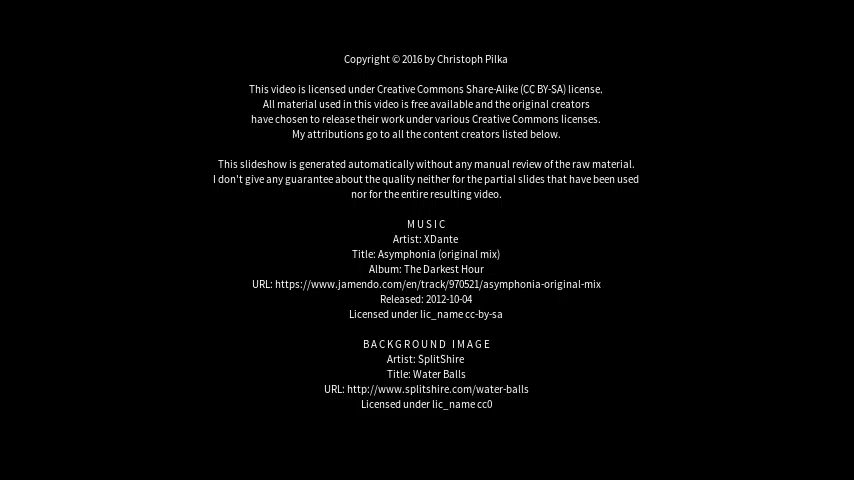 Copyright © 2016 by Christoph Pilka
This video is licensed under Creative Commons Share-Alike (CC BY-SA) license.
All material used in this video is free available and the original creators
have chosen to release their work under various Creative Commons licenses.
My attributions go to all the content creators listed below.
This slideshow is generated automatically without any manual review of the raw material.
I don't give any guarantee about the quality neither for the partial slides that have been used
nor for the entire resulting video.
MUSIC
Artist: XDante
Title: Asymphonia (original mix)
Album: The Darkest Hour
URL: https://www.jamendo.com/en/track/970521/asymphonia-original-mix
Released: 2012-10-04
Licensed under lic_name cc-by-sa
BACKGROUND IMAGE
Artist: SplitShire
Title: Water Balls
URL: http://www.splitshire.com/water-balls
Licensed under lic_name cc0